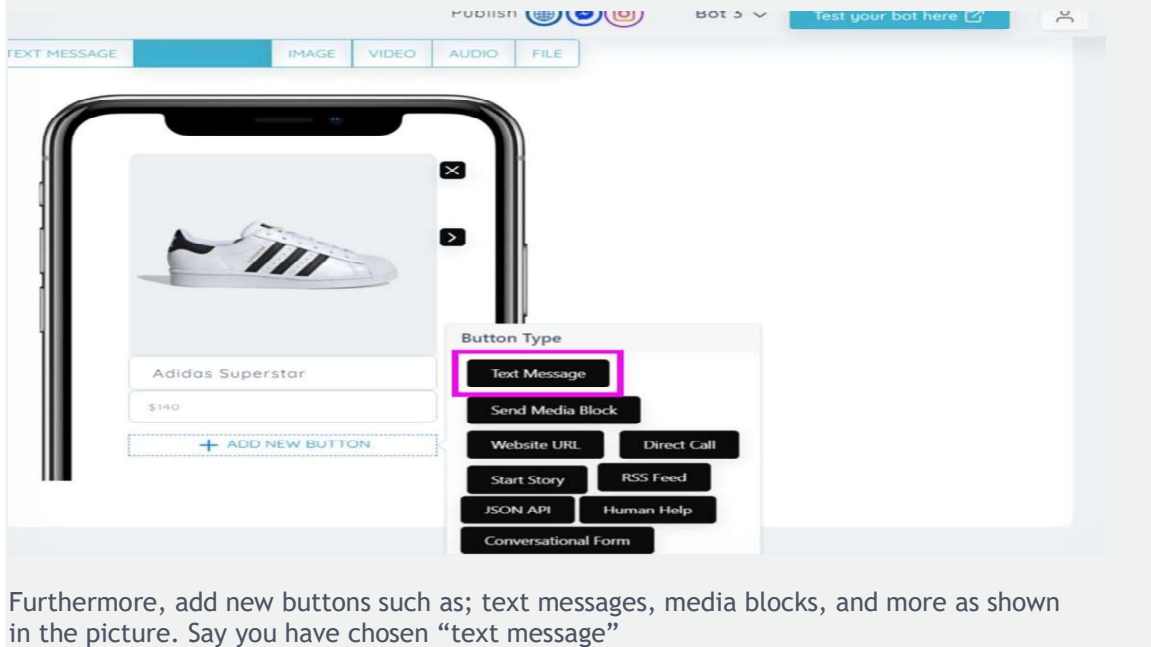 Publish Bot 3 Test your bot here
TEXT MESSAGE IMAGE VIDEO AUDIO FILE
Button Type
Text Message
Adidas Superstar
$140
Send Media Block
+ ADD NEW BUTTON
Website URL Direct Call
Start Story RSS Feed
JSON API Human Help
Conversational Form
Furthermore, add new buttons such as; text messages, media blocks, and more as shown
in the picture. Say you have chosen “text message”